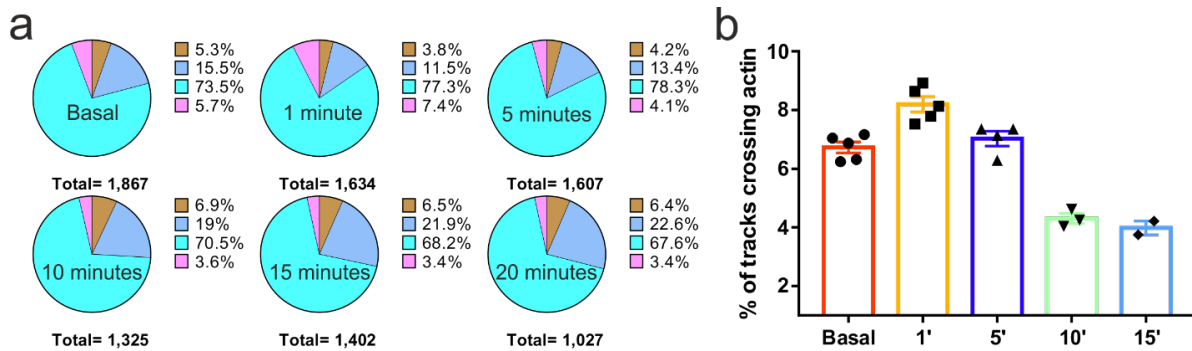 a
Basal
5.3%
15.5%
73.5%
5.7%
Total= 1,867
1 minute
3.8%
11.5%
77.3%
7.4%
Total= 1,634
5 minutes
4.2%
13.4%
78.3%
4.1%
Total= 1,607
10 minutes
6.9%
19%
70.5%
3.6%
Total= 1,325
15 minutes
6.5%
21.9%
68.2%
3.4%
Total= 1,402
20 minutes
6.4%
22.6%
67.6%
3.4%
Total= 1,027
b
% of tracks crossing actin
10
8
6
4
2
Basal 1' 5' 10' 15'